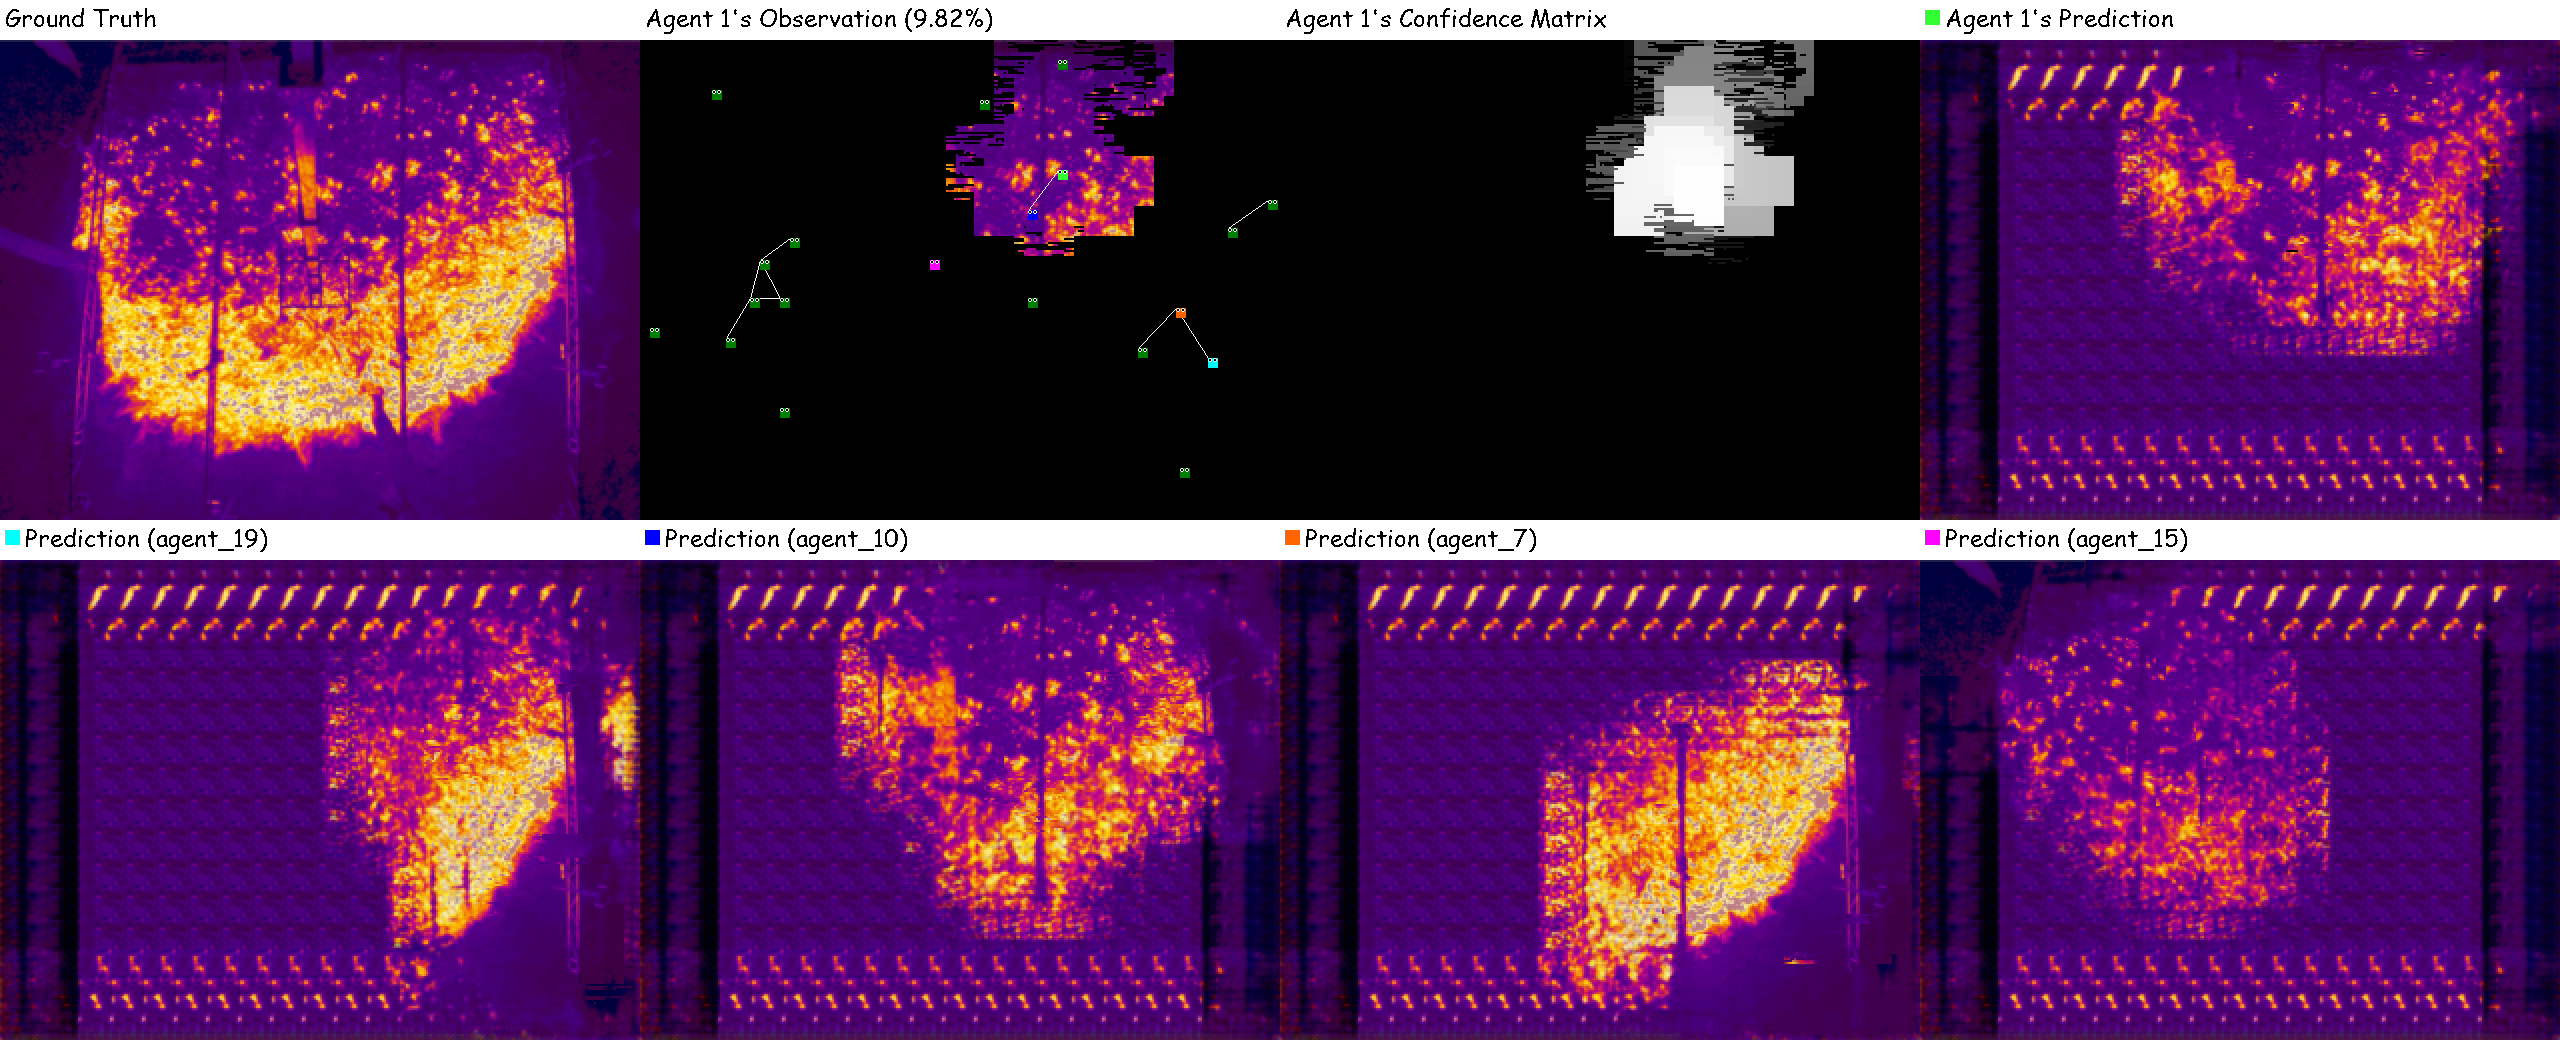 Ground Truth
Agent 1's Observation (9.82%)
Agent 1's Confidence Matrix
Agent 1's Prediction
Prediction (agent_19)
Prediction (agent_10)
Prediction (agent_7)
Prediction (agent_15)